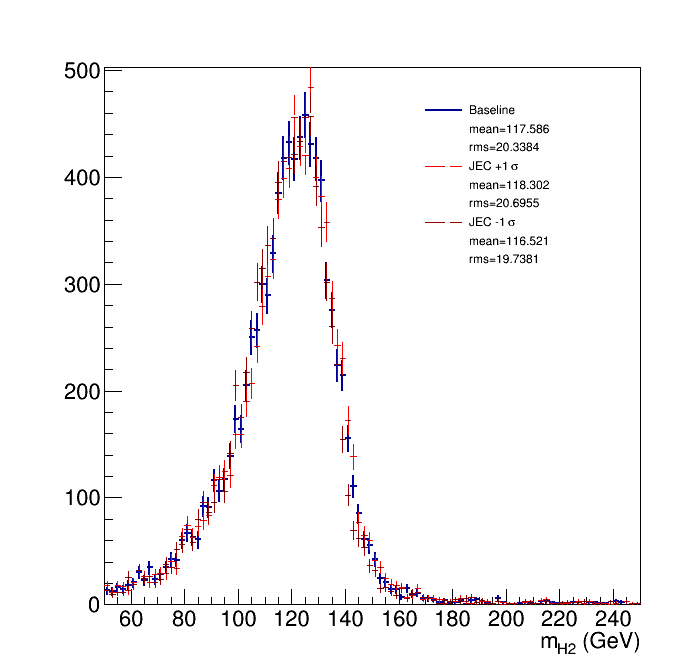 500
400
300
200
100
0
Baseline
mean=117.586
rms=20.3384
JEC +1 σ
mean=118.302
rms=20.6955
JEC -1 σ
mean=116.521
rms=19.7381
60 80 100 120 140 160 180 200 220 240
m_H2 (GeV)